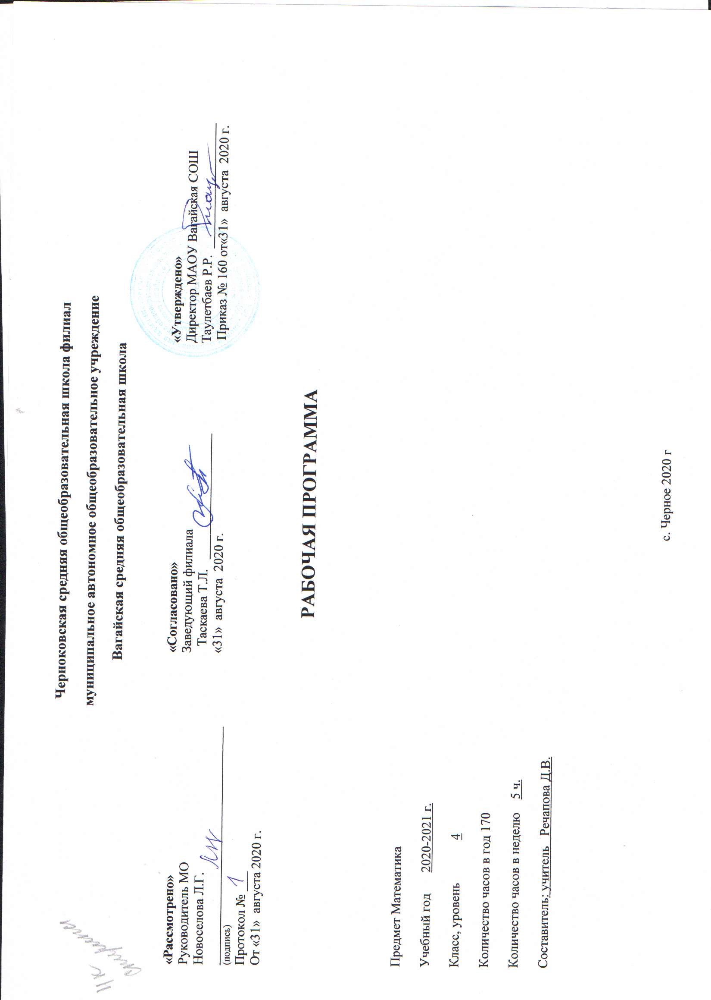 Черноковская средняя общеобразовательная школа филиал
муниципальное автономное общеобразовательное учреждение
Вагайская средняя общеобразовательная школа
«Рассмотрено»
Руководитель МО
Новоселова Л.Г.
(подпись)
Протокол № 1
От «31» августа 2020 г.
«Согласовано»
Заведующий филиала
Таскаева Т.Л.
«31» августа 2020 г.
«Утверждено»
Директор МАОУ Вагайская СОШ
Таулетбаев Р.Р.
Приказ № 160 от«31» августа 2020 г.
РАБОЧАЯ ПРОГРАММА
Предмет Математика
Учебный год 2020-2021 г.
Класс, уровень 4
Количество часов в год 170
Количество часов в неделю 5 ч.
Составитель: учитель Речапова Д.В.
с. Черное 2020 г